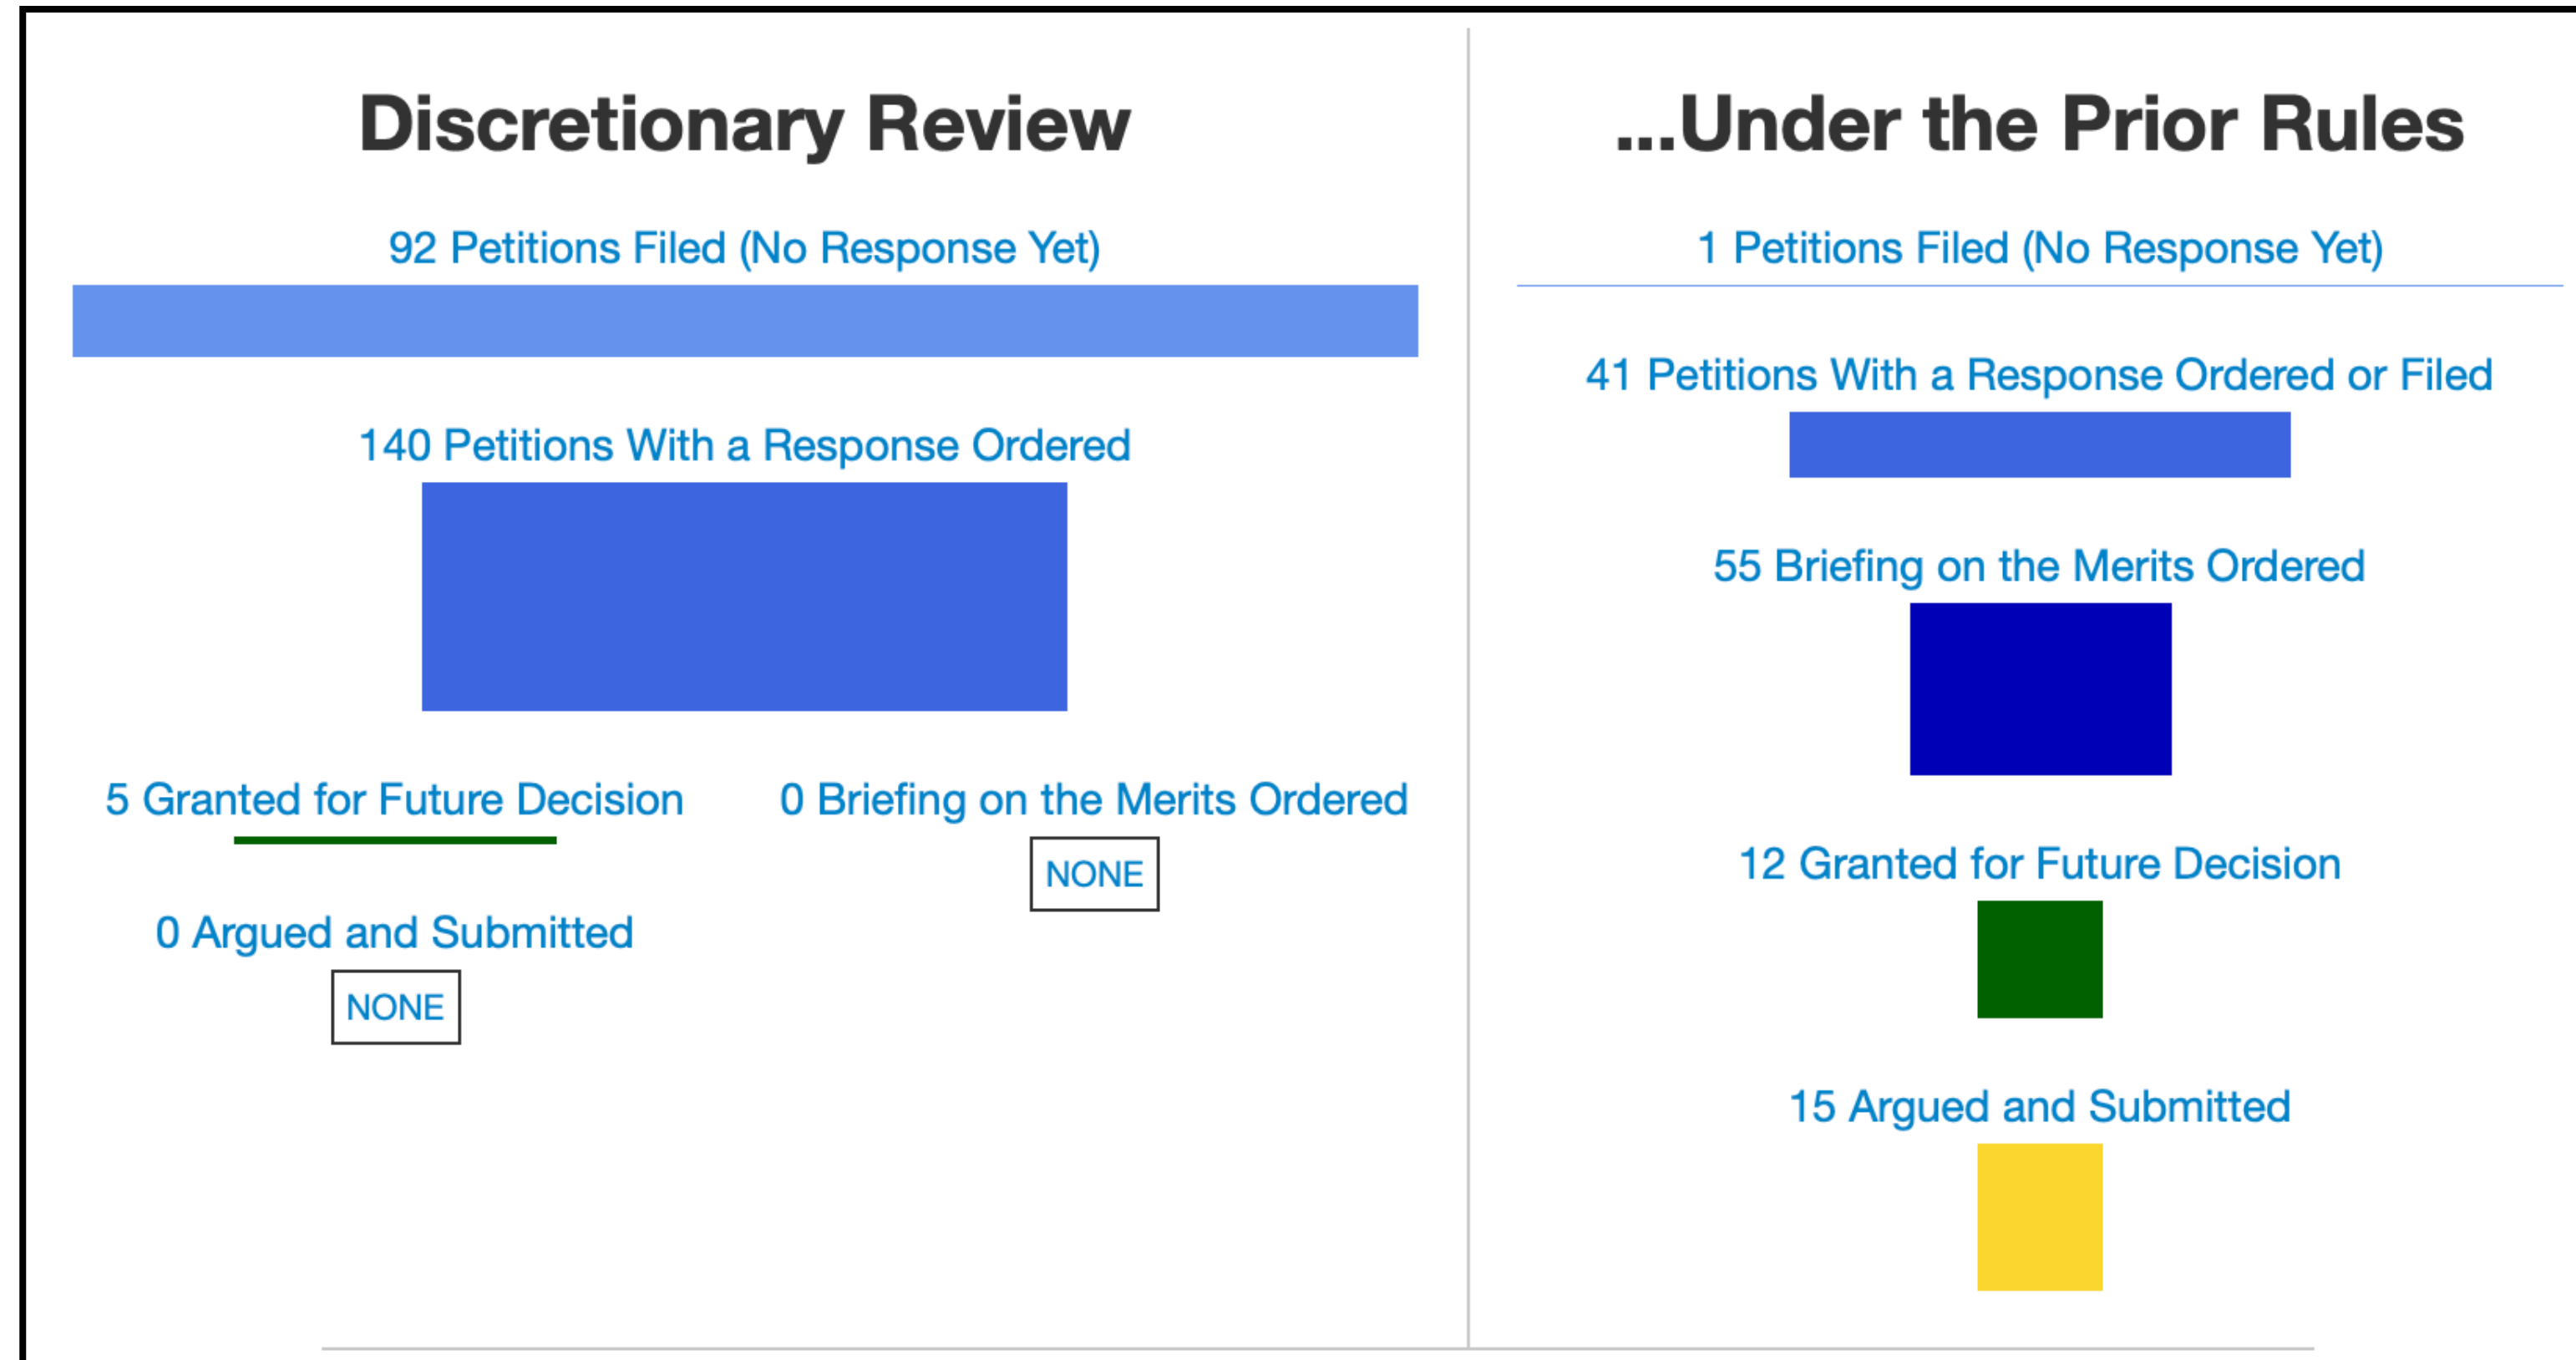 Discretionary Review
92 Petitions Filed (No Response Yet)
140 Petitions With a Response Ordered
5 Granted for Future Decision
0 Briefing on the Merits Ordered
NONE
0 Argued and Submitted
NONE
...Under the Prior Rules
1 Petitions Filed (No Response Yet)
41 Petitions With a Response Ordered or Filed
55 Briefing on the Merits Ordered
12 Granted for Future Decision
15 Argued and Submitted